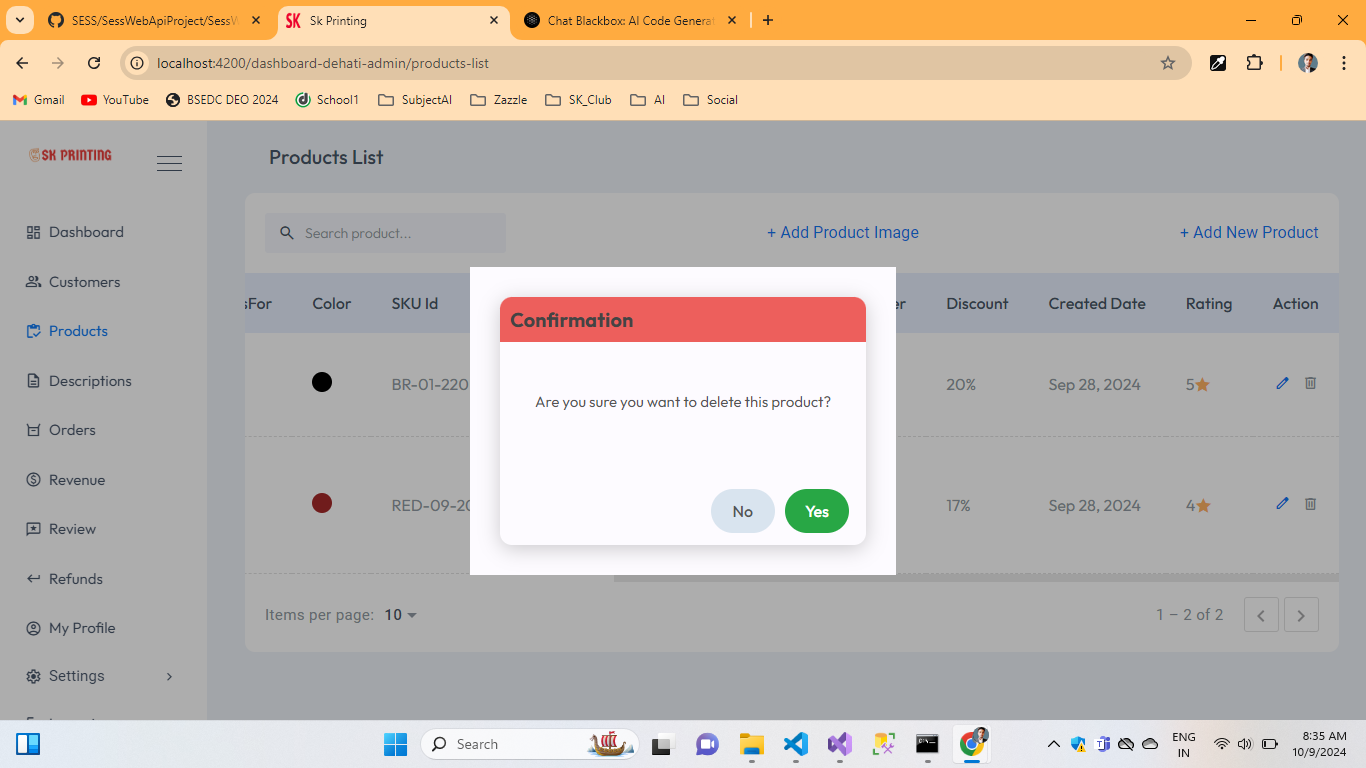 SESS/SessWebApiProject/SessW
Sk Printing
Chat Blackbox: AI Code Generat
localhost:4200/dashboard-dehati-admin/products-list
Gmail
YouTube
BSEDC DEO 2024
School1
SubjectAI
Zazzle
SK_Club
AI
Social
SK PRINTING
Products List
Search product...
+ Add Product Image
+ Add New Product
Dashboard
Customers
Products
Descriptions
Orders
Revenue
Review
Refunds
My Profile
Settings
sFor Color SKU Id er Discount Created Date Rating Action
BR-01-220 20% Sep 28, 2024 5
RED-09-20 17% Sep 28, 2024 4
Confirmation
Are you sure you want to delete this product?
No Yes
Items per page: 10
1 – 2 of 2
Search
ENG
IN
8:35 AM
10/9/2024